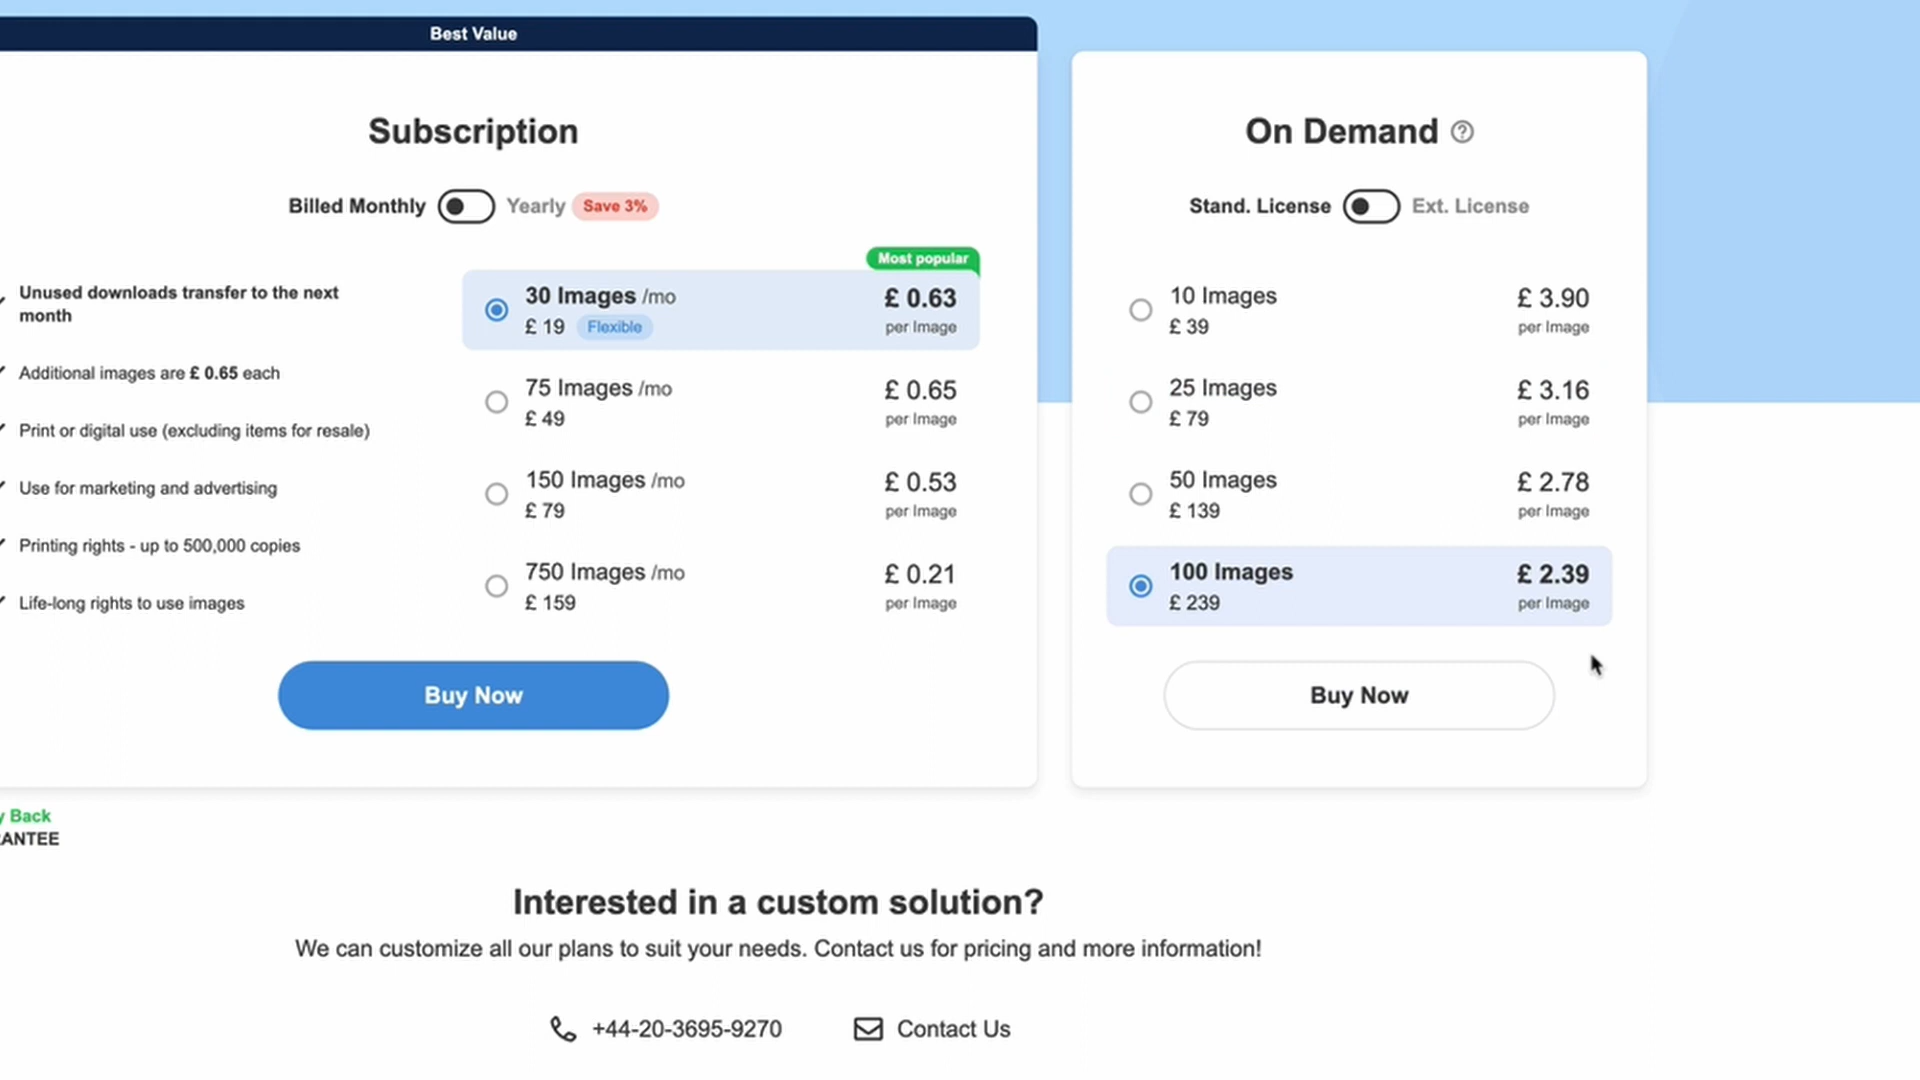 Best Value
Subscription
Billed Monthly Yearly Save 3%
Unused downloads transfer to the next
month
Additional images are £ 0.65 each
Print or digital use (excluding items for resale)
Use for marketing and advertising
Printing rights - up to 500,000 copies
Life-long rights to use images
Most popular
30 Images /mo £ 0.63
£ 19 Flexible per Image
75 Images /mo £ 0.65
£ 49 per Image
150 Images /mo £ 0.53
£ 79 per Image
750 Images /mo £ 0.21
£ 159 per Image
Buy Now
On Demand ?
Stand. License Ext. License
10 Images £ 3.90
£ 39 per Image
25 Images £ 3.16
£ 79 per Image
50 Images £ 2.78
£ 139 per Image
100 Images £ 2.39
£ 239 per Image
Buy Now
y Back
RANTEE
Interested in a custom solution?
We can customize all our plans to suit your needs. Contact us for pricing and more information!
+44-20-3695-9270 Contact Us